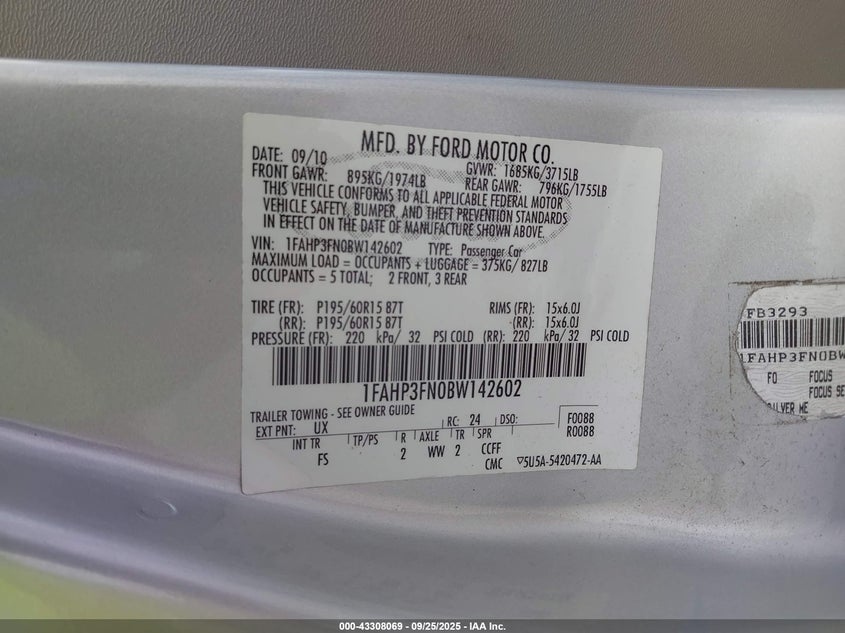 MFD. BY FORD MOTOR CO.
DATE: 09/10 GVWR: 1685KG/3715LB
FRONT GAWR: 895KG/1974LB REAR GAWR: 796KG/1755LB
THIS VEHICLE CONFORMS TO ALL APPLICABLE FEDERAL MOTOR
VEHICLE SAFETY, BUMPER, AND THEFT PREVENTION STANDARDS
IN EFFECT ON THE DATE OF MANUFACTURE SHOWN ABOVE.
VIN: 1FAHP3FN0BW142602 TYPE: Passenger Car
MAXIMUM LOAD = OCCUPANTS + LUGGAGE = 375KG/ 827LB
OCCUPANTS = 5 TOTAL; 2 FRONT, 3 REAR
TIRE (FR): P195/60R15 87T RIMS (FR): 15x6.0J
(RR): P195/60R15 87T (RR): 15x6.0J
PRESSURE (FR): 220 kPa/ 32 PSI COLD (RR): 220 kPa/ 32 PSI COLD
1FAHP3FN0BW142602
TRAILER TOWING - SEE OWNER GUIDE
EXT PNT: UX RC: 24 DSO: F0088
R0088
INT TR TP/PS R AXLE TR SPR
FS 2 WW 2 CCFF
CMC 5U5A-5420472-AA
FB3293
1FAHP3FN0BW
FO FOCUS
FOCUS SE
SILVER ME
000-43308069 - 09/25/2025 - IAA Inc.